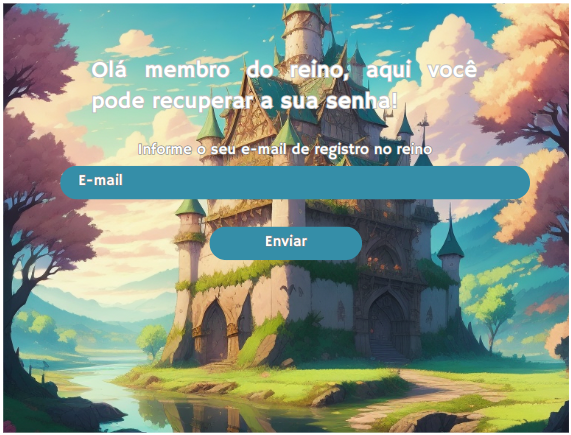 Olá membro do reino, aqui você
pode recuperar a sua senha!
Informe o seu e-mail de registro no reino
E-mail
Enviar